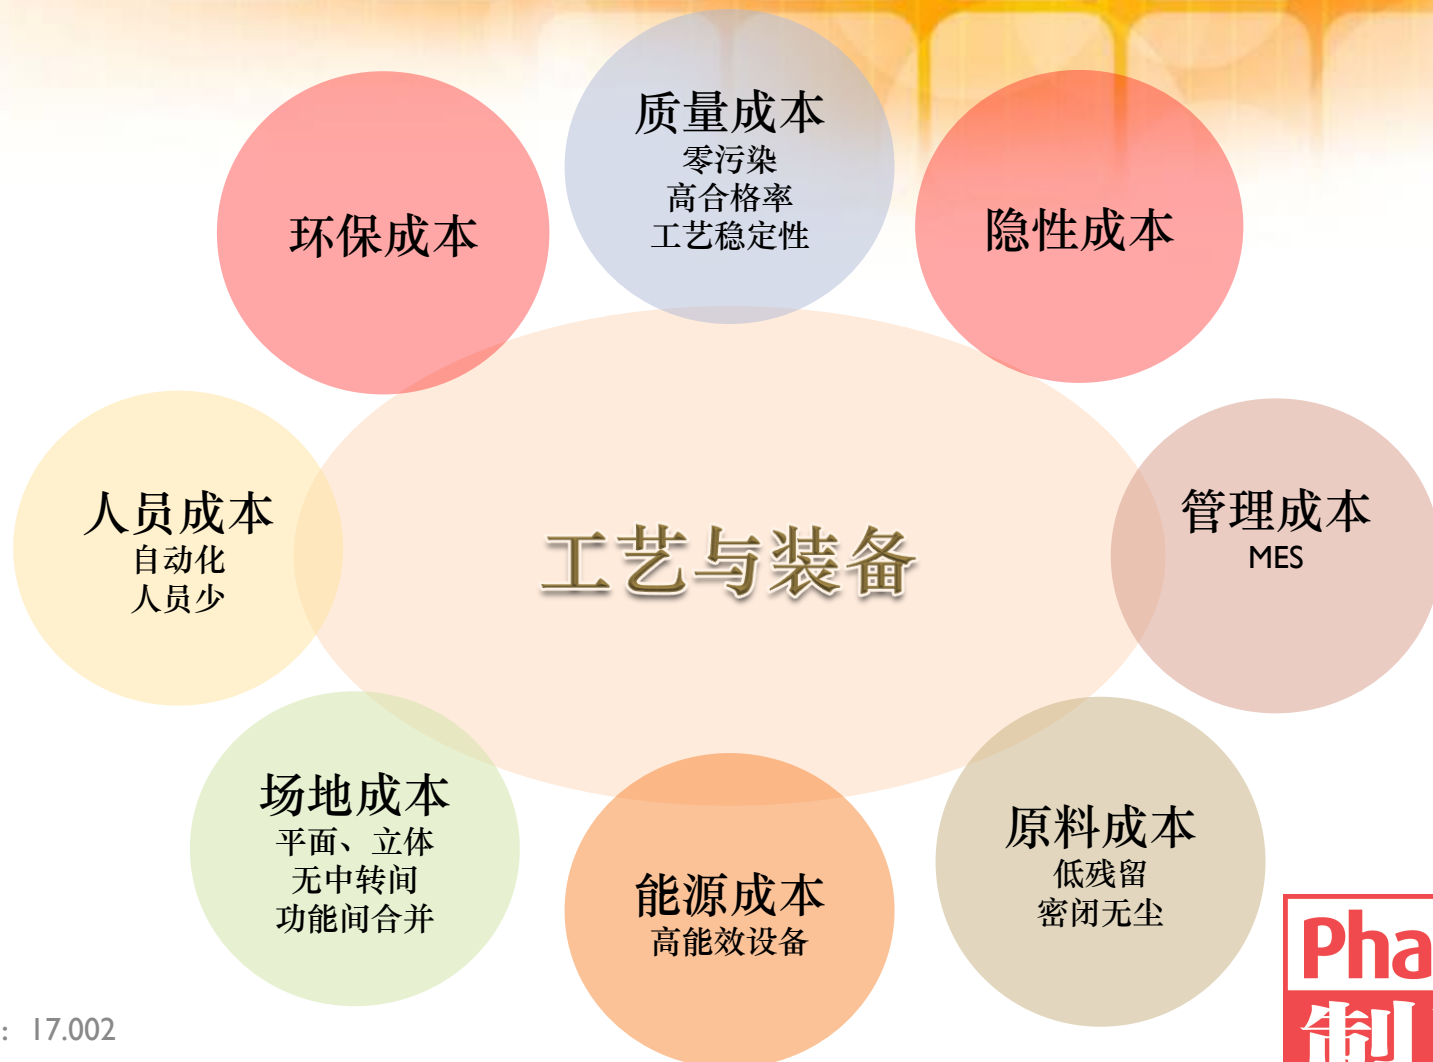 质量成本
零污染
高合格率
工艺稳定性
环保成本
隐性成本
人员成本
自动化
人员少
工艺与装备
管理成本
MES
场地成本
平面、立体
无中转间
功能间合并
能源成本
高能效设备
原料成本
低残留
密闭无尘
Pha
制
: 17.002